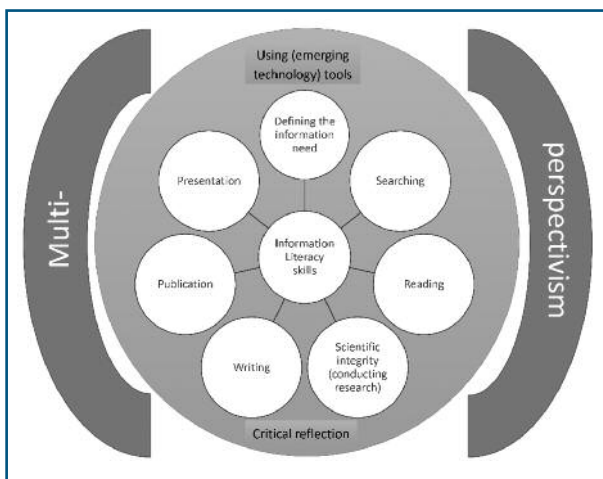 Using (emerging
technology) tools
Defining the
information
need
Presentation
Searching
Information
Literacy
skills
Publication
Reading
Writing
Scientific
integrity
(conducting
research)
Critical reflection
Multi-
perspectivism